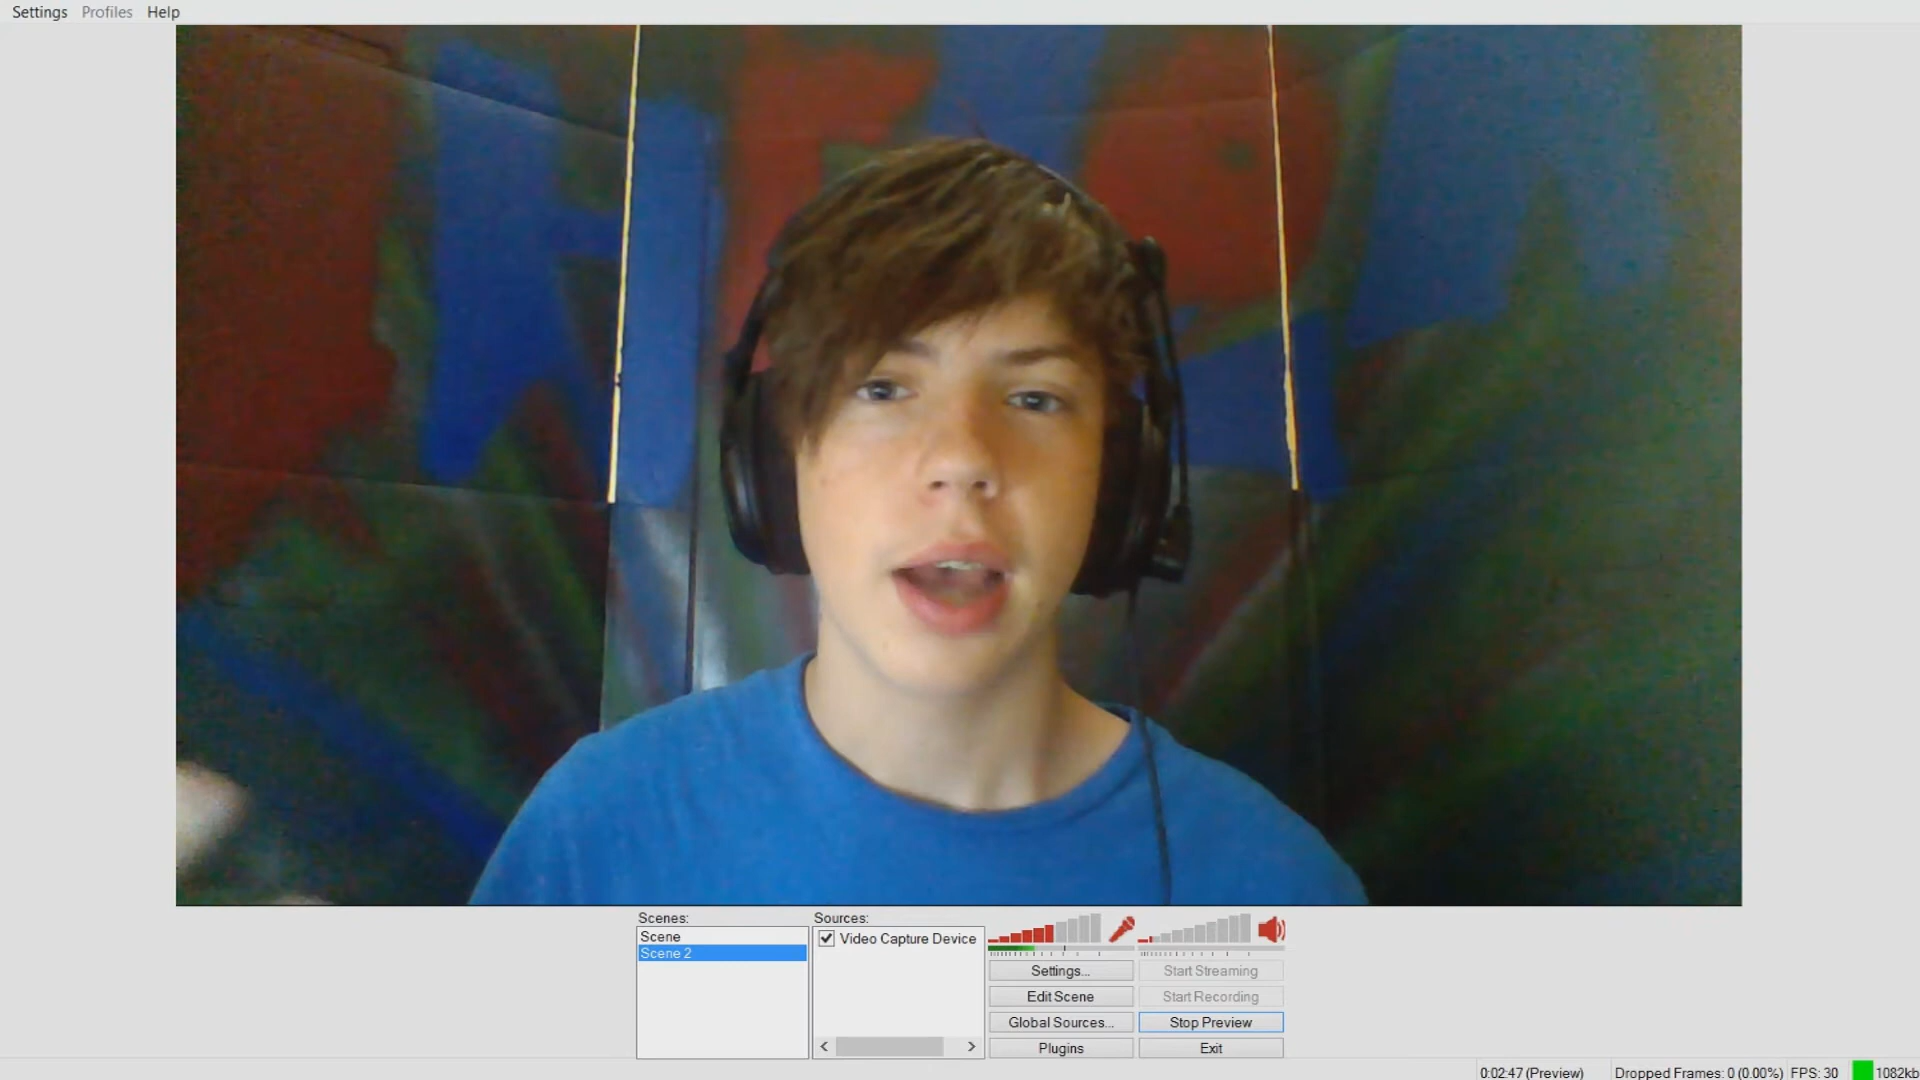 Settings Profiles Help
Scenes:
Scene
Scene 2
Sources:
Video Capture Device
Settings...
Edit Scene
Global Sources...
Plugins
Start Streaming
Start Recording
Stop Preview
Exit
0:02:47 (Preview) Dropped Frames: 0 (0.00%) FPS: 30 1082kb